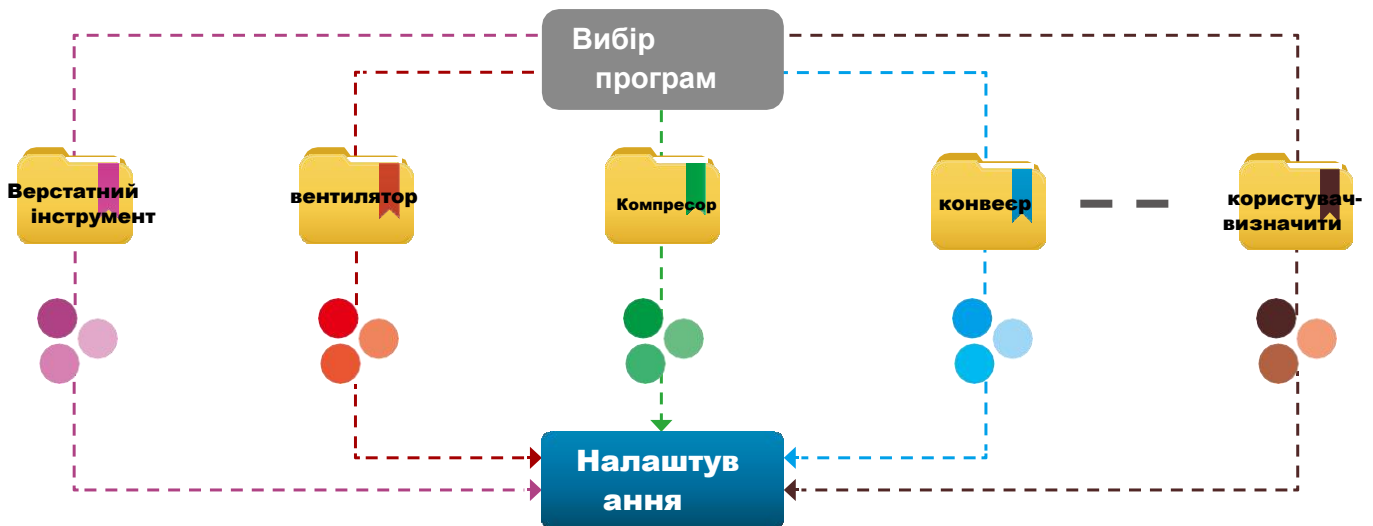 Вибір
програм
Верстатний
інструмент
вентилятор
Компресор
конвеєр
користувач-
визначити
Налаштув
ання